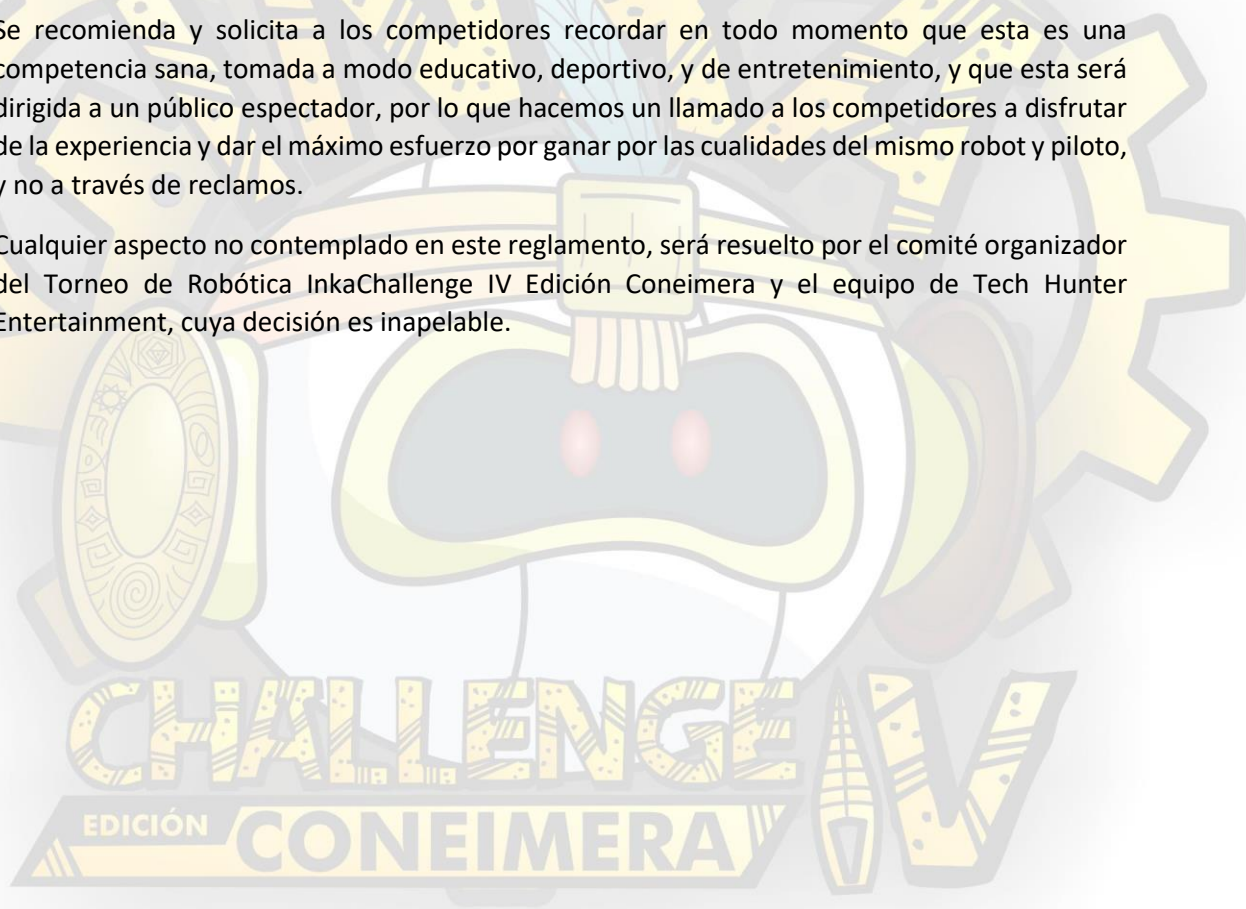 Se recomienda y solicita a los competidores recordar en todo momento que esta es una
competencia sana, tomada a modo educativo, deportivo, y de entretenimiento, y que esta será
dirigida a un público espectador, por lo que hacemos un llamado a los competidores a disfrutar
de la experiencia y dar el máximo esfuerzo por ganar por las cualidades del mismo robot y piloto,
y no a través de reclamos.
Cualquier aspecto no contemplado en este reglamento, será resuelto por el comité organizador
del Torneo de Robótica InkaChallenge IV Edición Coneimera y el equipo de Tech Hunter
Entertainment, cuya decisión es inapelable.
CHALLENGE IV
EDICIÓN CONEIMERA